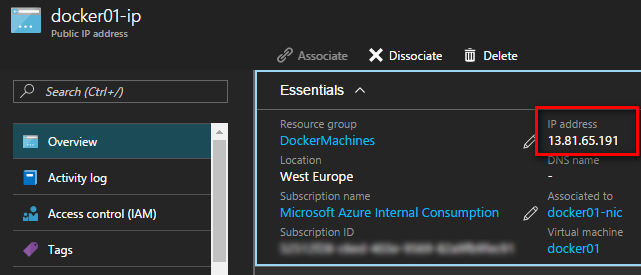 docker01-ip
Public IP address
Associate
Dissociate
Delete
Search (Ctrl+/)
Overview
Activity log
Access control (IAM)
Tags
Essentials
Resource group
DockerMachines
Location
West Europe
Subscription name
Microsoft Azure Internal Consumption
Subscription ID
IP address
13.81.65.191
DNS name
-
Associated to
docker01-nic
Virtual machine
docker01